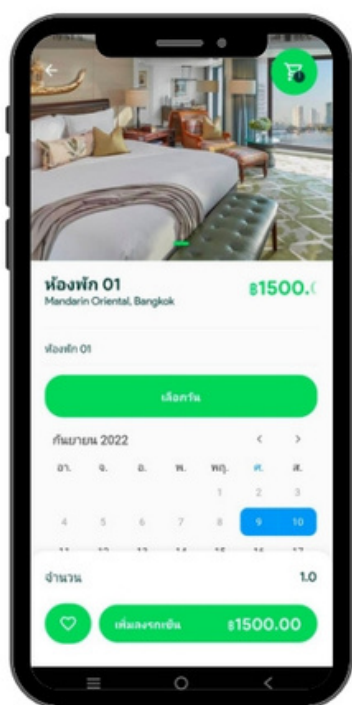 ห้องพัก 01
฿1500.
Mandarin Oriental, Bangkok
ห้องพัก 01
เลือกวัน
กันยายน 2022 < >
อา. จ. อ. พ. พฤ. ศ. ส.
1 2 3
4 5 6 7 8 9 10
จำนวน 1.0
เพิ่มลงรถเข็น ฿1500.00